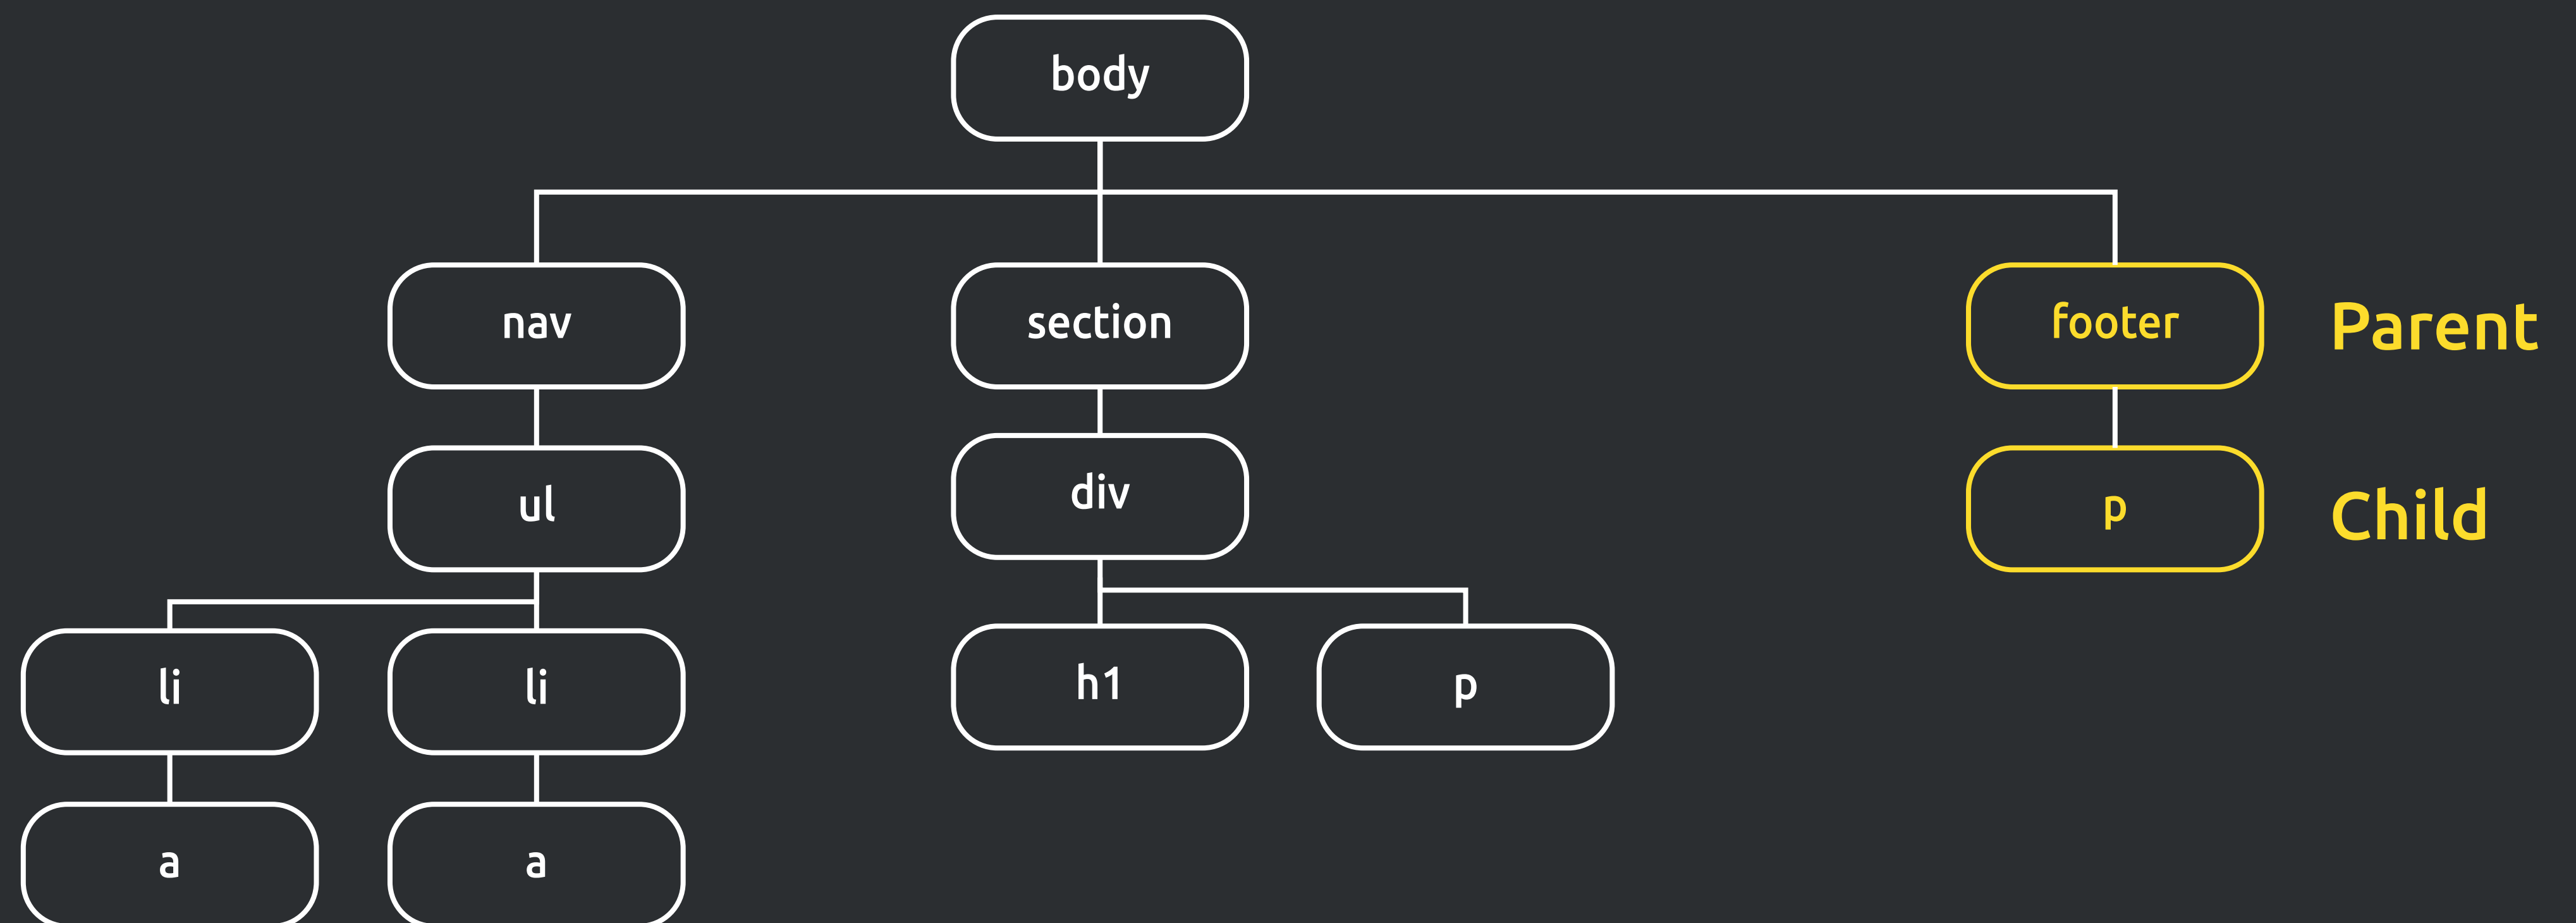 body
nav
section
footer
Parent
ul
div
p
Child
li
li
h1
p
a
a